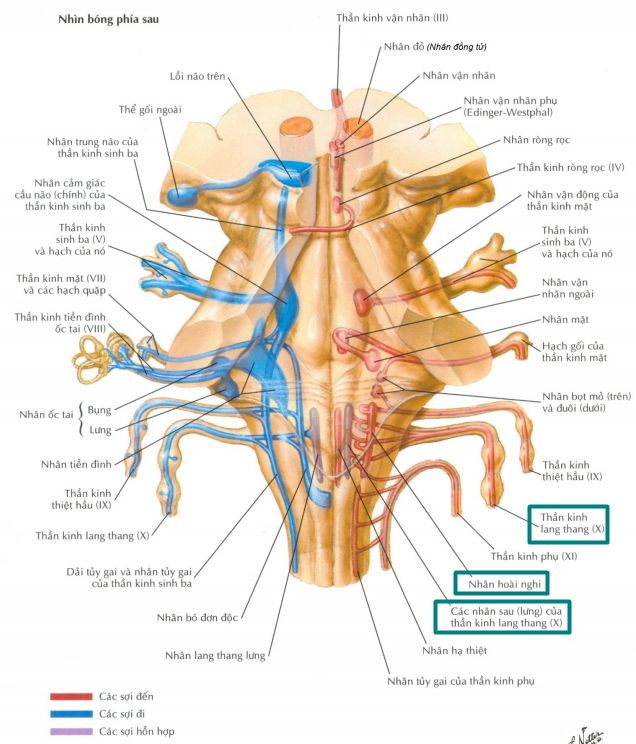 Nhìn bóng phía sau
Thần kinh vận nhãn (III)
Nhân đỏ (Nhân đồng tử)
Lồi não trên
Nhân vận nhãn
Thể gối ngoài
Nhân vận nhãn phụ
(Edinger-Westphal)
Nhân trung não của
thần kinh sinh ba
Nhân ròng rọc
Thần kinh ròng rọc (IV)
Nhân cảm giác
cầu não (chính) của
thần kinh sinh ba
Nhân vận động của
thần kinh mặt
Thần kinh
sinh ba (V)
và hạch của nó
Thần kinh
sinh ba (V)
và hạch của nó
Thần kinh mặt (VII)
và các hạch quặp
Nhân vận
nhãn ngoài
Thần kinh tiền đình
ốc tai (VIII)
Nhân mặt
Hạch gối của
thần kinh mặt
Nhân ốc tai
Bụng
Lưng
Nhân bọt mỏ (trên)
và đuôi (dưới)
Nhân tiền đình
Thần kinh
thiệt hầu (IX)
Thần kinh
thiệt hầu (IX)
Thần kinh lang thang (X)
Thần kinh
lang thang (X)
Thần kinh phụ (XI)
Dải tủy gai và nhân tủy gai
của thần kinh sinh ba
Nhân hoài nghi
Nhân bó đơn độc
Các nhân sau (lưng) của
thần kinh lang thang (X)
Nhân lang thang lưng
Nhân hạ thiệt
Nhân tủy gai của thần kinh phụ
Các sợi đến
Các sợi đi
Các sợi hỗn hợp